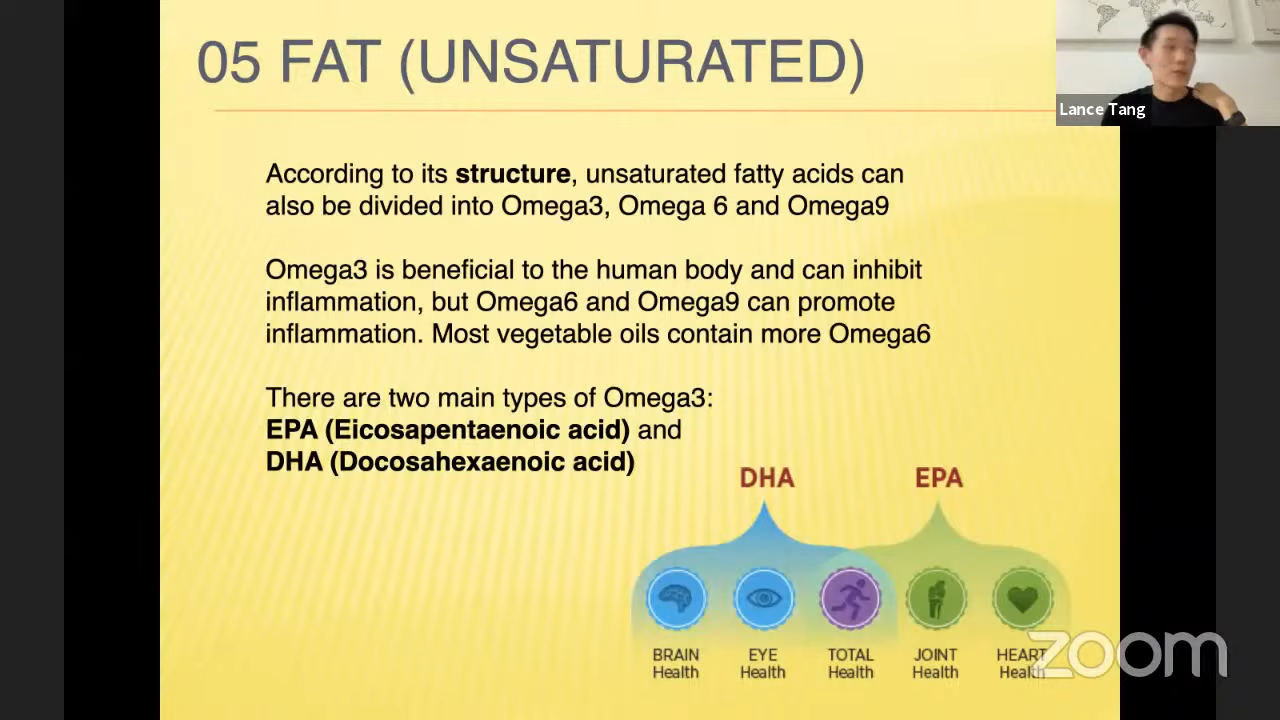 05 FAT (UNSATURATED)
Lance Tang
According to its structure, unsaturated fatty acids can
also be divided into Omega3, Omega 6 and Omega9
Omega3 is beneficial to the human body and can inhibit
inflammation, but Omega6 and Omega9 can promote
inflammation. Most vegetable oils contain more Omega6
There are two main types of Omega3:
EPA (Eicosapentaenoic acid) and
DHA (Docosahexaenoic acid)
DHA EPA
BRAIN EYE TOTAL JOINT HEART
Health Health Health Health Health
zoom